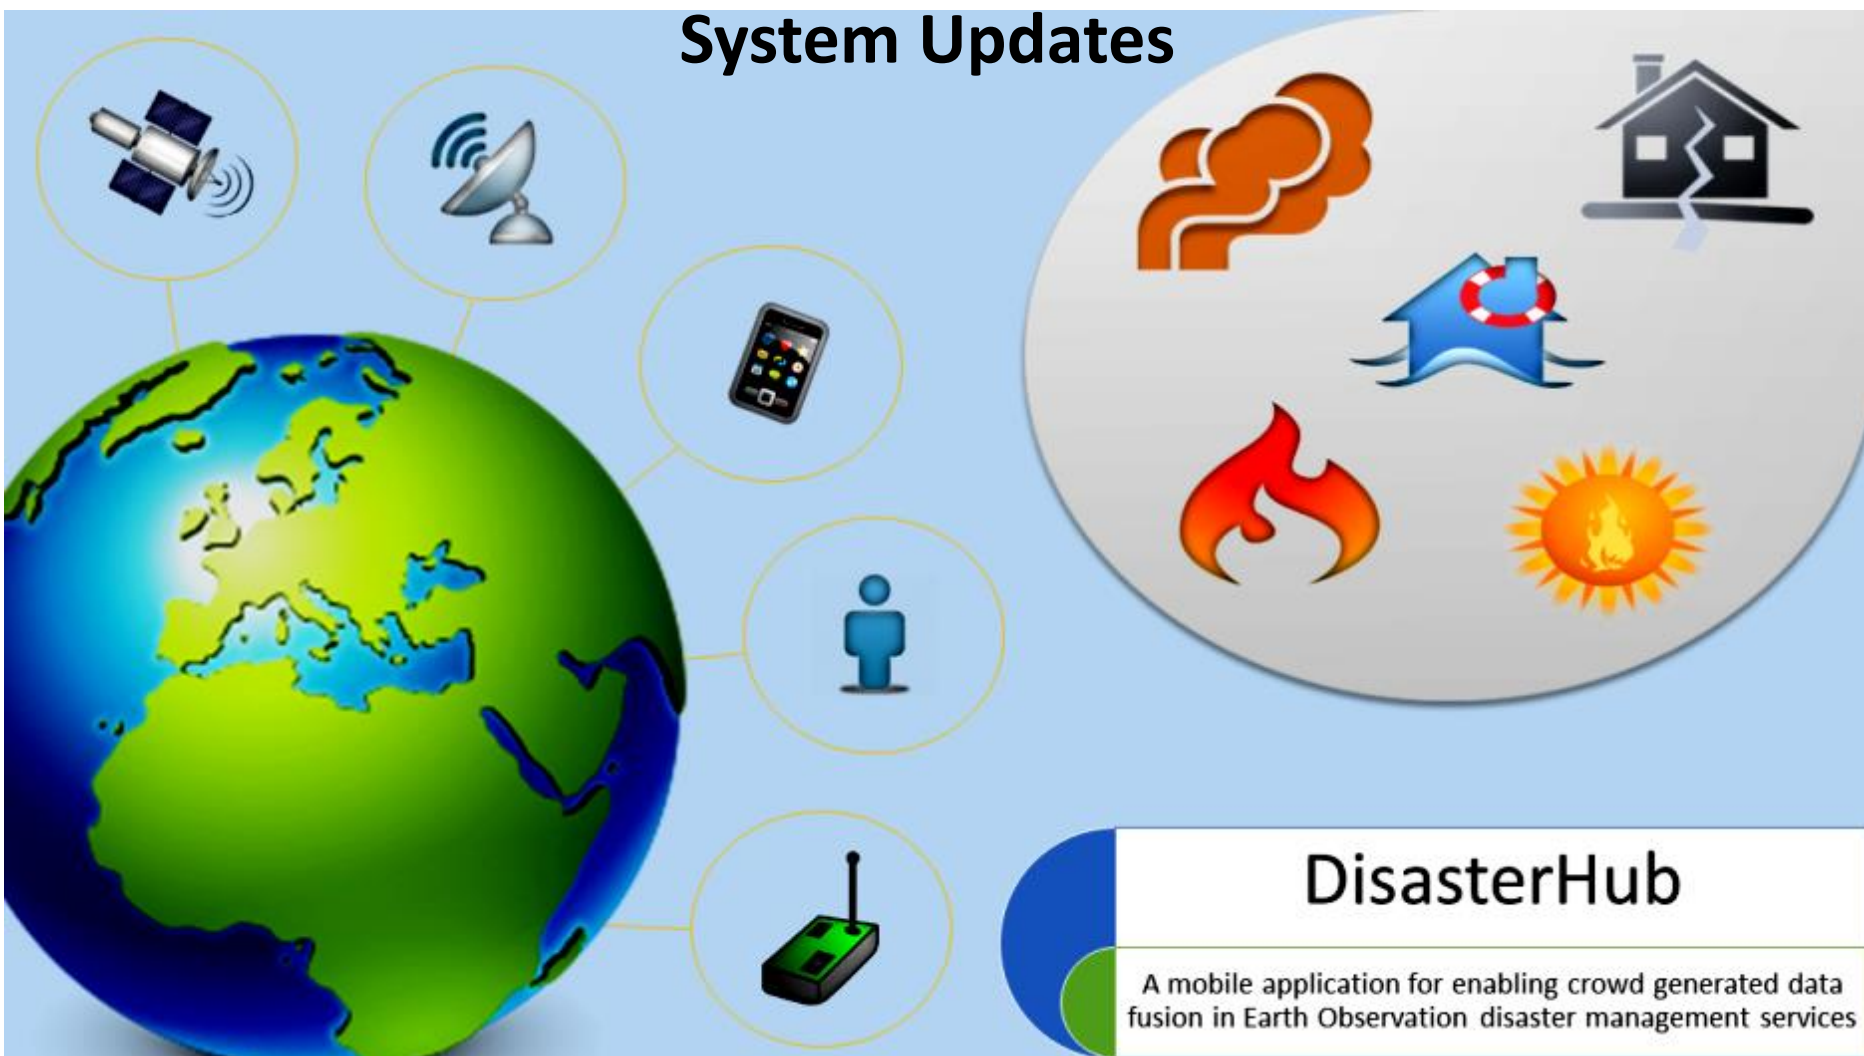 System Updates
DisasterHub
A mobile application for enabling crowd generated data
fusion in Earth Observation disaster management services